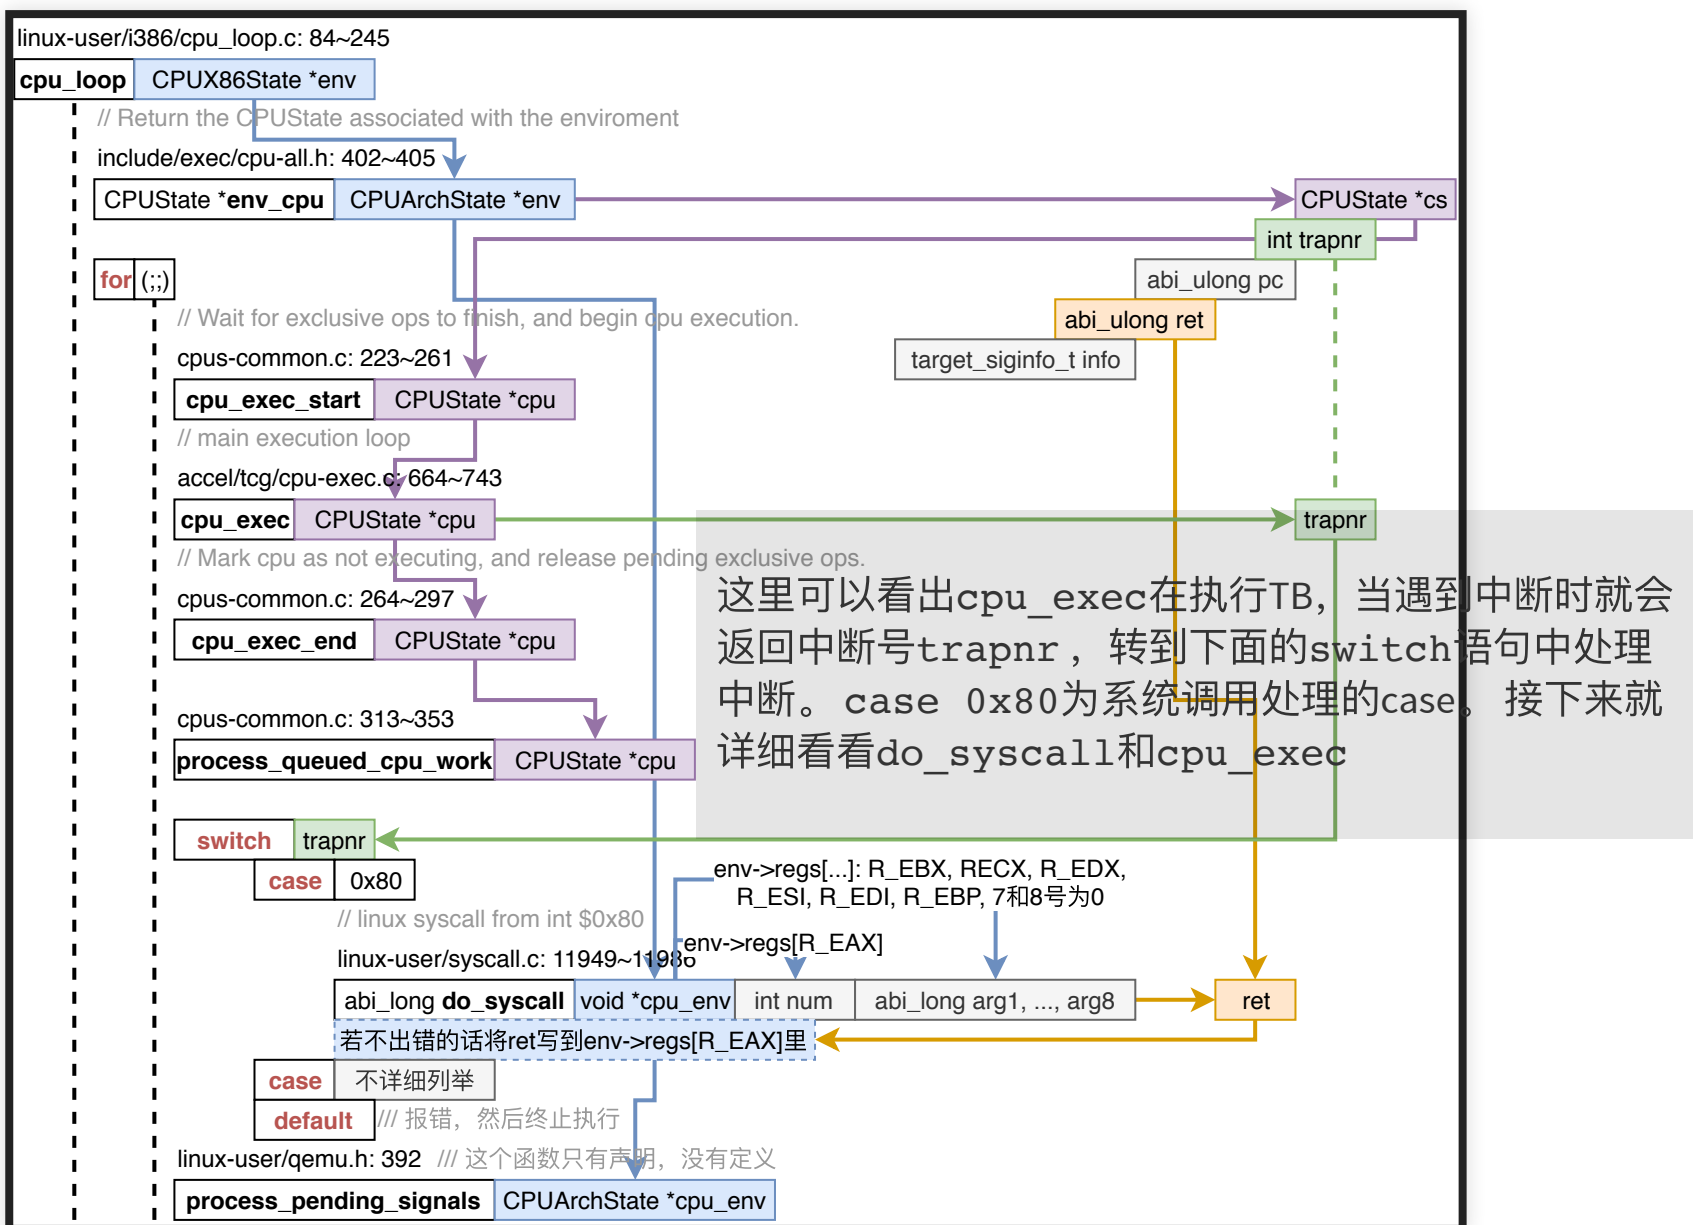 linux-user/i386/cpu_loop.c: 84~245
cpu_loop CPUX86State *env
// Return the CPUState associated with the enviroment
include/exec/cpu-all.h: 402~405
CPUState *env_cpu CPUArchState *env CPUState *cs
int trapnr
for (;;) abi_ulong pc
// Wait for exclusive ops to finish, and begin cpu execution. abi_ulong ret
cpus-common.c: 223~261 target_siginfo_t info
cpu_exec_start CPUState *cpu
// main execution loop
accel/tcg/cpu-exec.c: 664~743
cpu_exec CPUState *cpu trapnr
// Mark cpu as not executing, and release pending exclusive ops.
这里可以看出cpu_exec在执行TB，当遇到中断时就会
返回中断号trapnr，转到下面的switch语句中处理
中断。case 0x80为系统调用处理的case。接下来就
详细看看do_syscall和cpu_exec
cpus-common.c: 264~297
cpu_exec_end CPUState *cpu
cpus-common.c: 313~353
process_queued_cpu_work CPUState *cpu
switch trapnr
case 0x80
env->regs[...]: R_EBX, RECX, R_EDX,
R_ESI, R_EDI, R_EBP, 7和8号为0
// linux syscall from int $0x80
env->regs[R_EAX]
linux-user/syscall.c: 11949~11986
abi_long do_syscall void *cpu_env int num abi_long arg1, ..., arg8 ret
若不出错的话将ret写到env->regs[R_EAX]里
case 不详细列举
default /// 报错，然后终止执行
linux-user/qemu.h: 392 /// 这个函数只有声明，没有定义
process_pending_signals CPUArchState *cpu_env